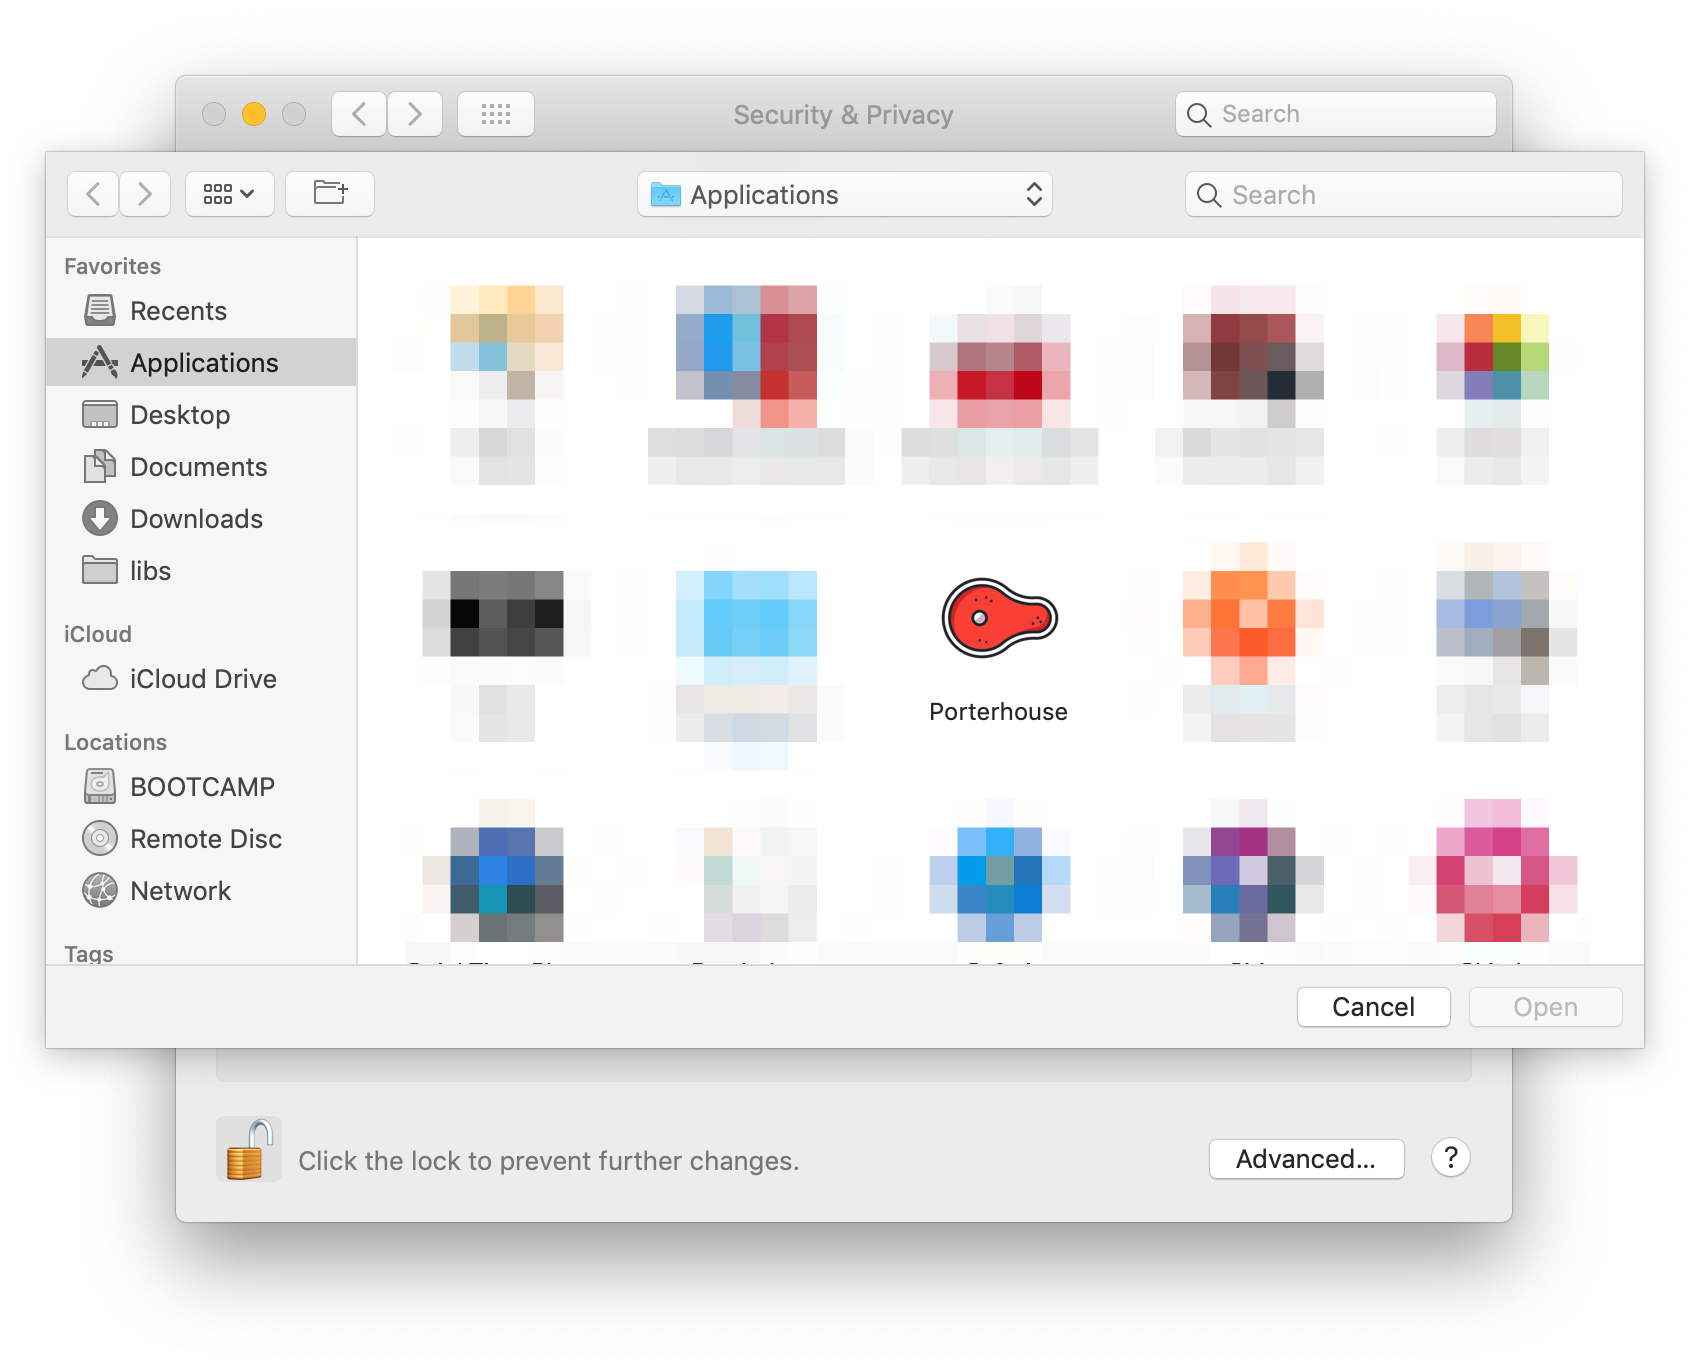 Security & Privacy
Search
Applications
Search
Favorites
Recents
Applications
Desktop
Documents
Downloads
libs
iCloud
iCloud Drive
Locations
BOOTCAMP
Remote Disc
Network
Tags
Porterhouse
Cancel
Open
Click the lock to prevent further changes.
Advanced...
?